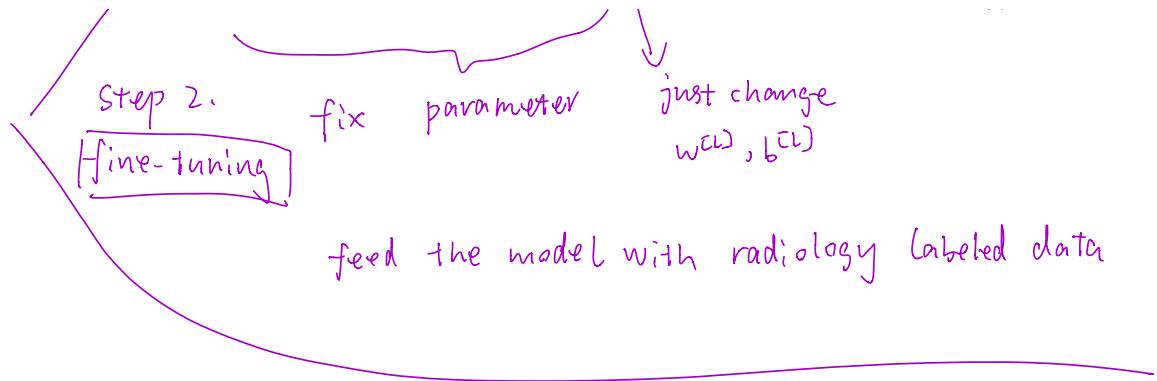 Step 2. fix parameter just change
fine-tuning w[L], b[L]
feed the model with radiology labeled data